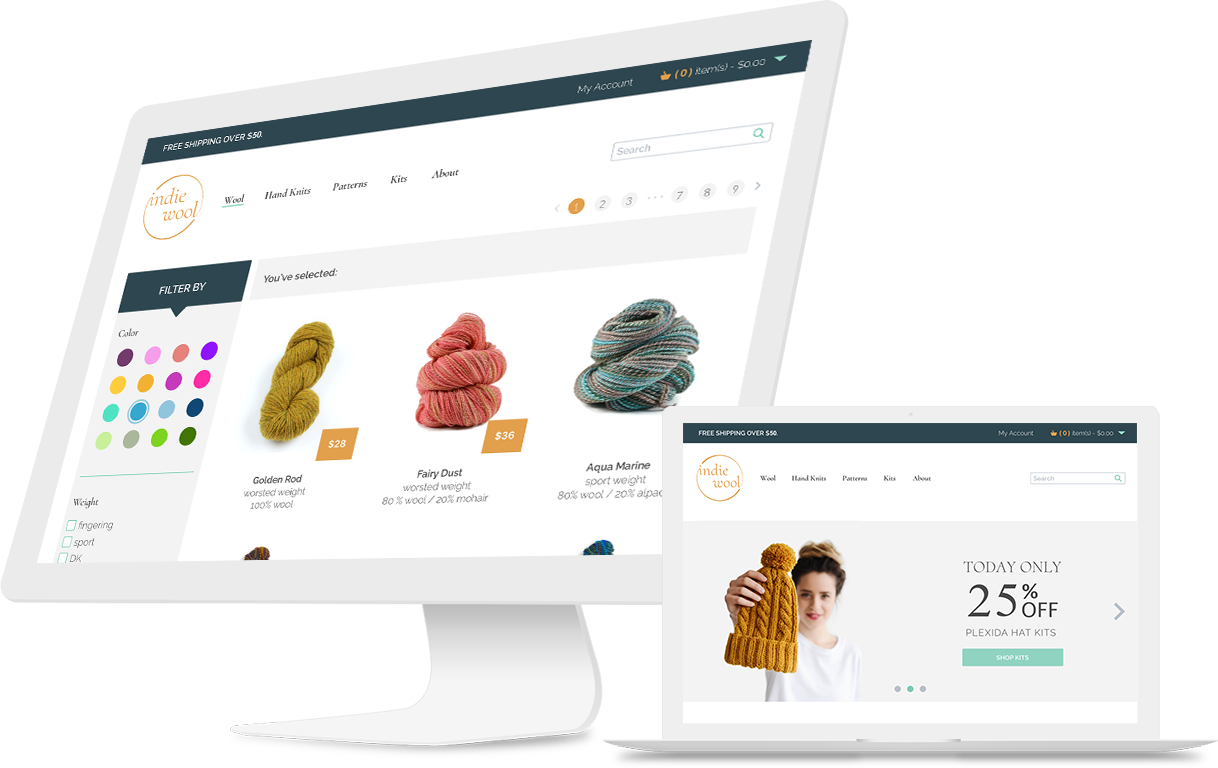 FREE SHIPPING OVER $50.
My Account
(0) Item(s) - $0.00
indie
wool
Wool
Hand Knits
Patterns
Kits
About
Search
1 2 3 ... 7 8 9
FILTER BY
You've selected:
Color
$28
$36
Golden Rod
worsted weight
100% wool
Fairy Dust
worsted weight
80 % wool / 20% mohair
Aqua Marine
sport weight
80% wool / 20% alpac
Weight
fingering
sport
DK
FREE SHIPPING OVER $50.
My Account
(0) Item(s) - $0.00
indie
wool
Wool
Hand Knits
Patterns
Kits
About
Search
TODAY ONLY
25% OFF
PLEXIDA HAT KITS
SHOP KITS